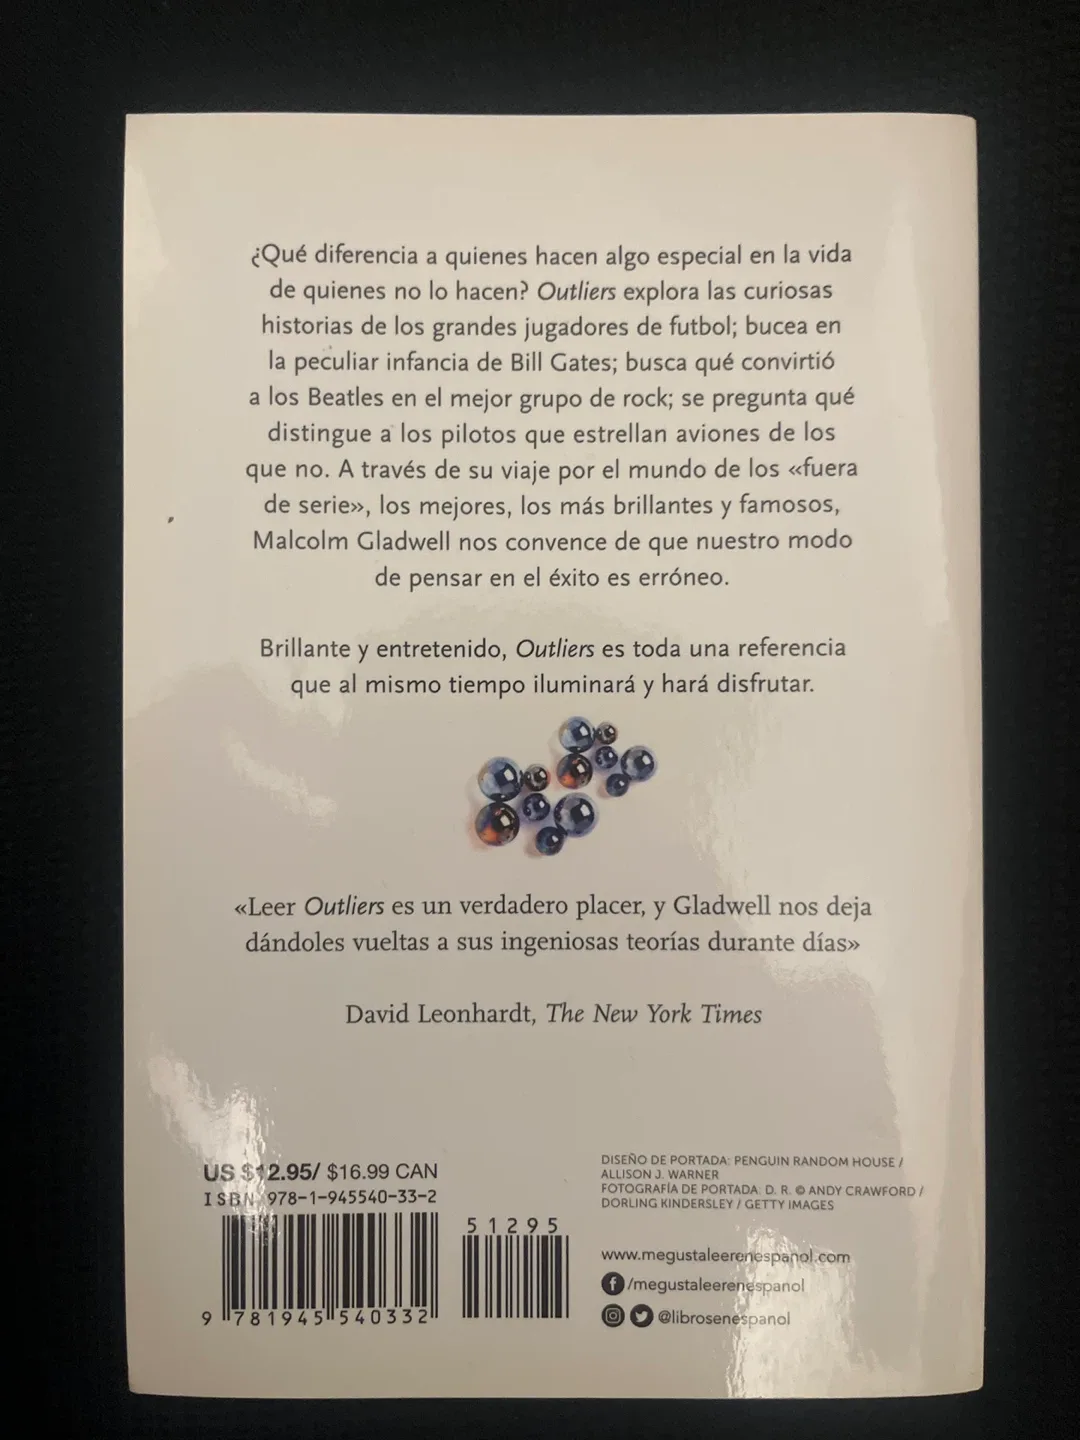 ¿Qué diferencia a quienes hacen algo especial en la vida
de quienes no lo hacen? Outliers explora las curiosas
historias de los grandes jugadores de futbol; bucea en
la peculiar infancia de Bill Gates; busca qué convirtió
a los Beatles en el mejor grupo de rock; se pregunta qué
distingue a los pilotos que estrellan aviones de los
que no. A través de su viaje por el mundo de los «fuera
de serie», los mejores, los más brillantes y famosos,
Malcolm Gladwell nos convence de que nuestro modo
de pensar en el éxito es erróneo.
Brillante y entretenido, Outliers es toda una referencia
que al mismo tiempo iluminará y hará disfrutar.
«Leer Outliers es un verdadero placer, y Gladwell nos deja
dándoles vueltas a sus ingeniosas teorías durante días»
David Leonhardt, The New York Times
US $12.95/ $16.99 CAN
ISBN 978-1-945540-33-2
51295
9 781945 540332
DISEÑO DE PORTADA: PENGUIN RANDOM HOUSE /
ALLISON J. WARNER
FOTOGRAFÍA DE PORTADA: D. R. © ANDY CRAWFORD /
DORLING KINDERSLEY / GETTY IMAGES
www.megustaleerenespanol.com
/megustaleerenespanol
@librosenespanol